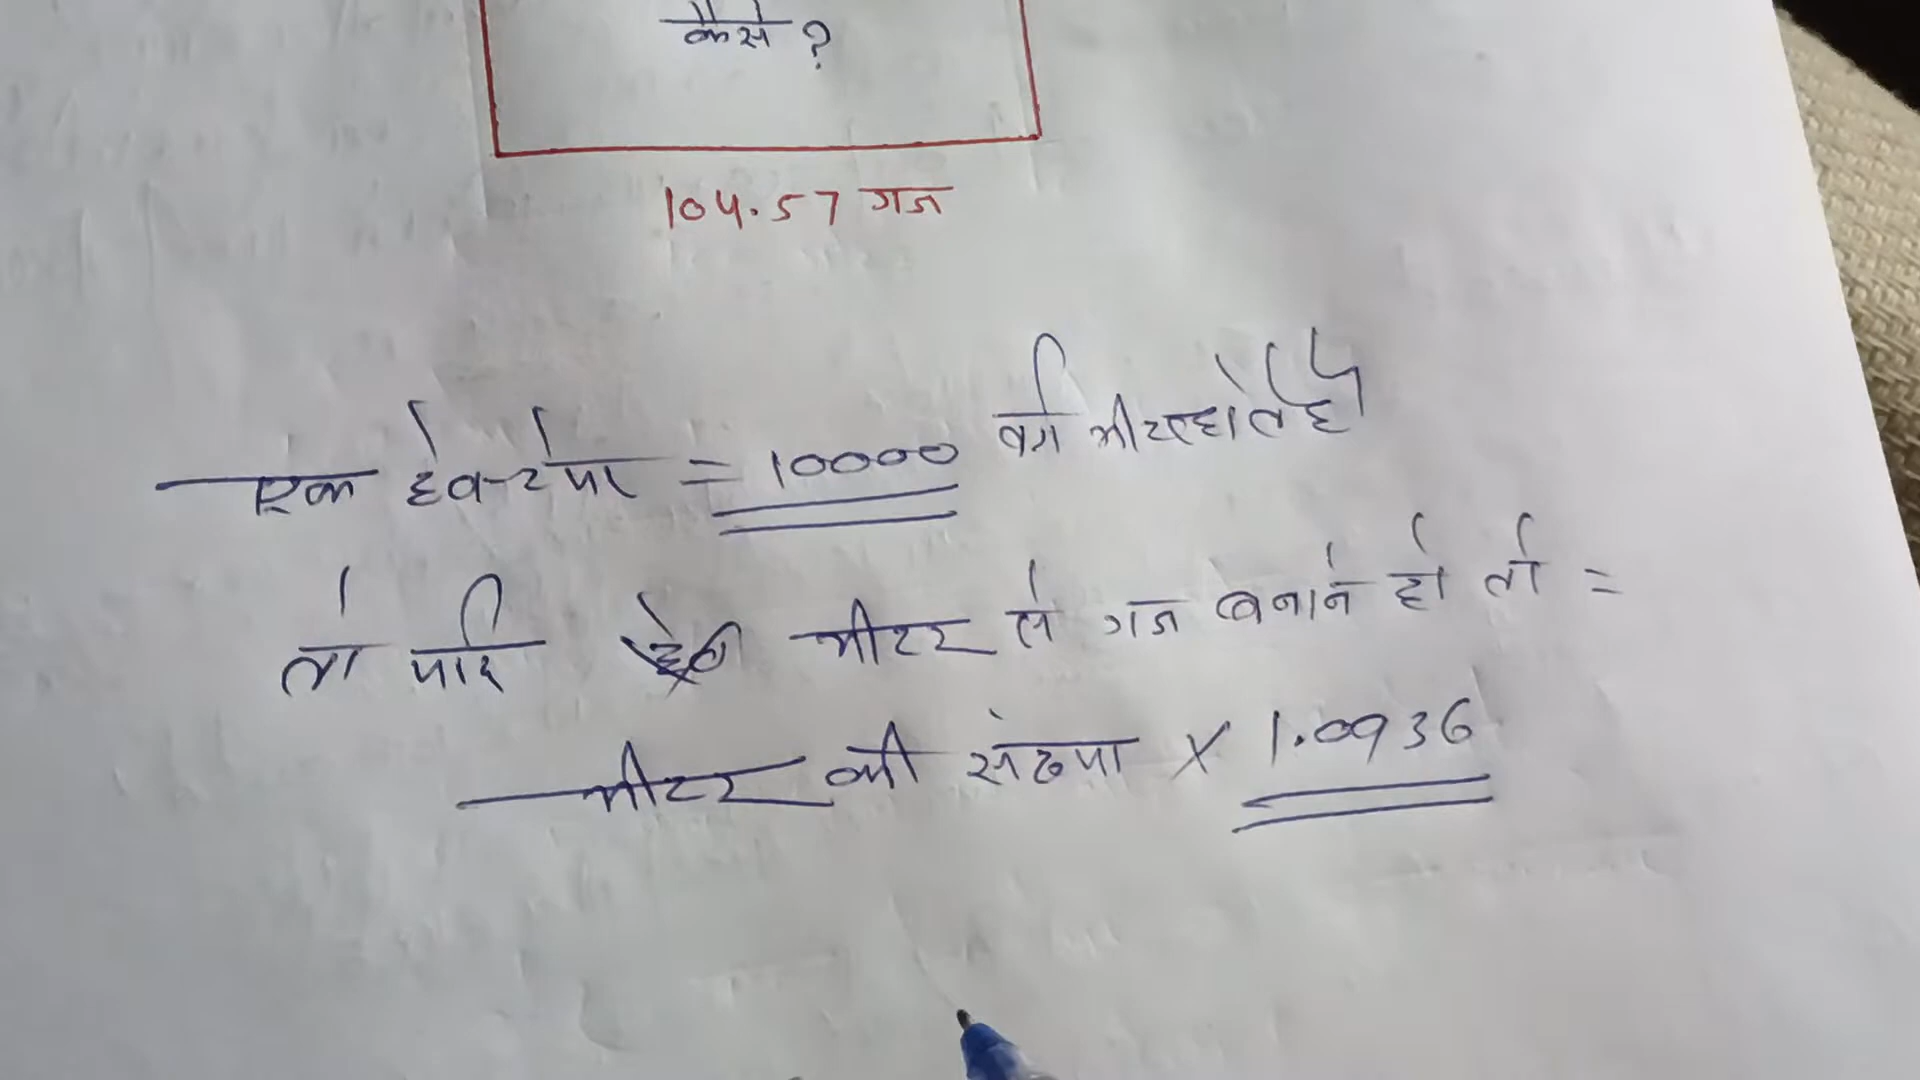 कैसे ?
104.57 गज
एक हेक्टेयर = 10000 वर्ग मीटर होते है
तो यदि मीटर से गज बनाने हो तो =
मीटर की संख्या X 1.0936